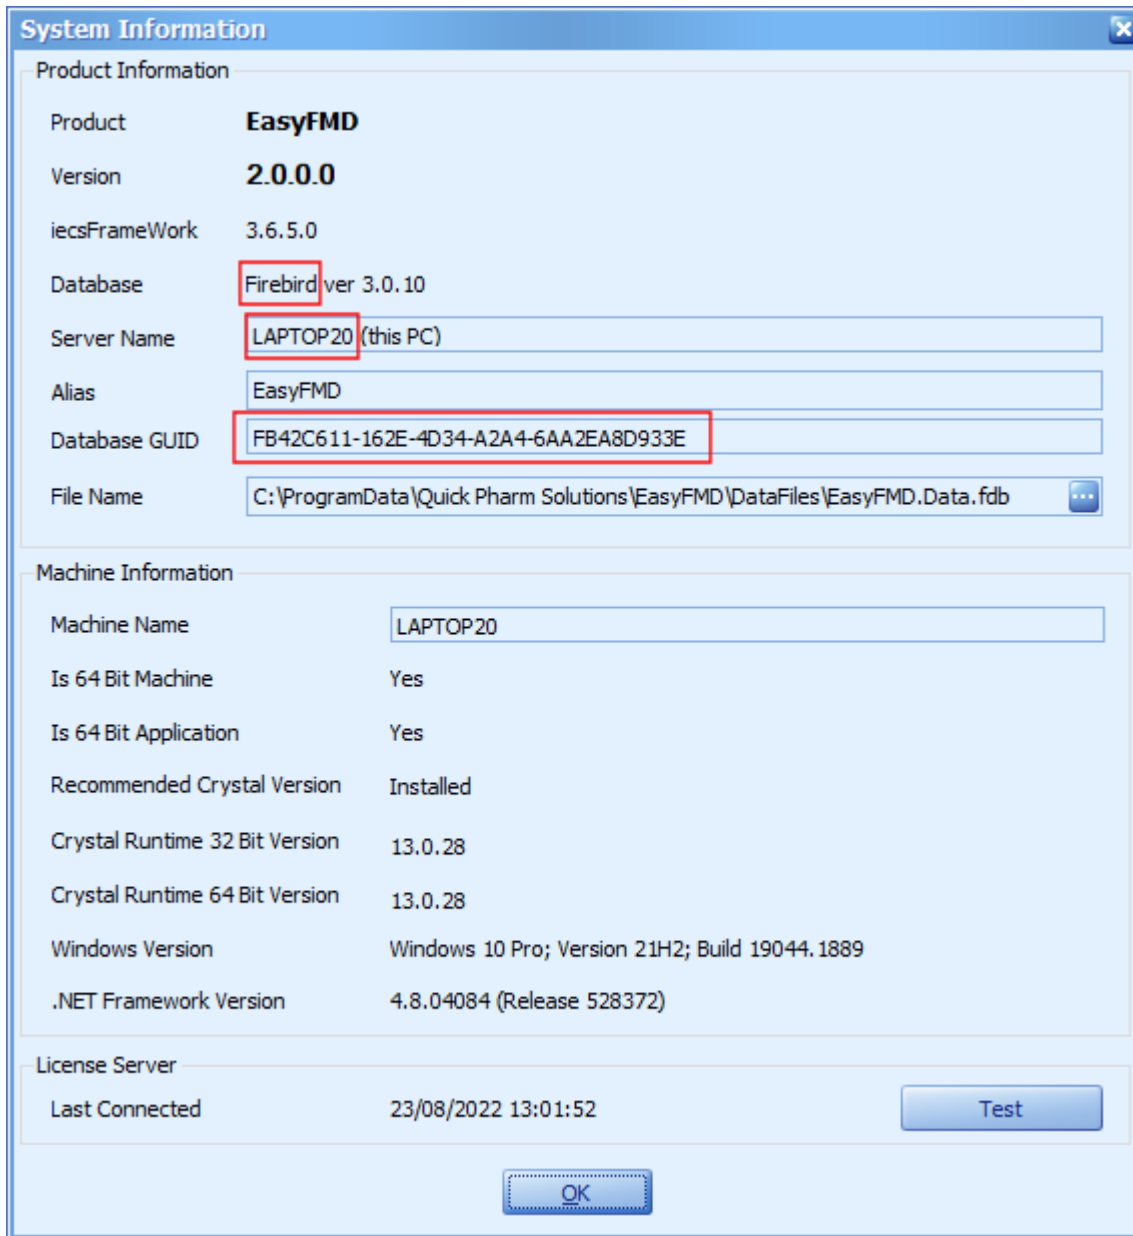 System Information
Product Information
Product EasyFMD
Version 2.0.0.0
iecsFrameWork 3.6.5.0
Database Firebird ver 3.0.10
Server Name LAPTOP20 (this PC)
Alias EasyFMD
Database GUID FB42C611-162E-4D34-A2A4-6AA2EA8D933E
File Name C:\ProgramData\Quick Pharm Solutions\EasyFMD\DataFiles\EasyFMD.Data.fdb ...
Machine Information
Machine Name LAPTOP20
Is 64 Bit Machine Yes
Is 64 Bit Application Yes
Recommended Crystal Version Installed
Crystal Runtime 32 Bit Version 13.0.28
Crystal Runtime 64 Bit Version 13.0.28
Windows Version Windows 10 Pro; Version 21H2; Build 19044.1889
.NET Framework Version 4.8.04084 (Release 528372)
License Server
Last Connected 23/08/2022 13:01:52 Test
OK